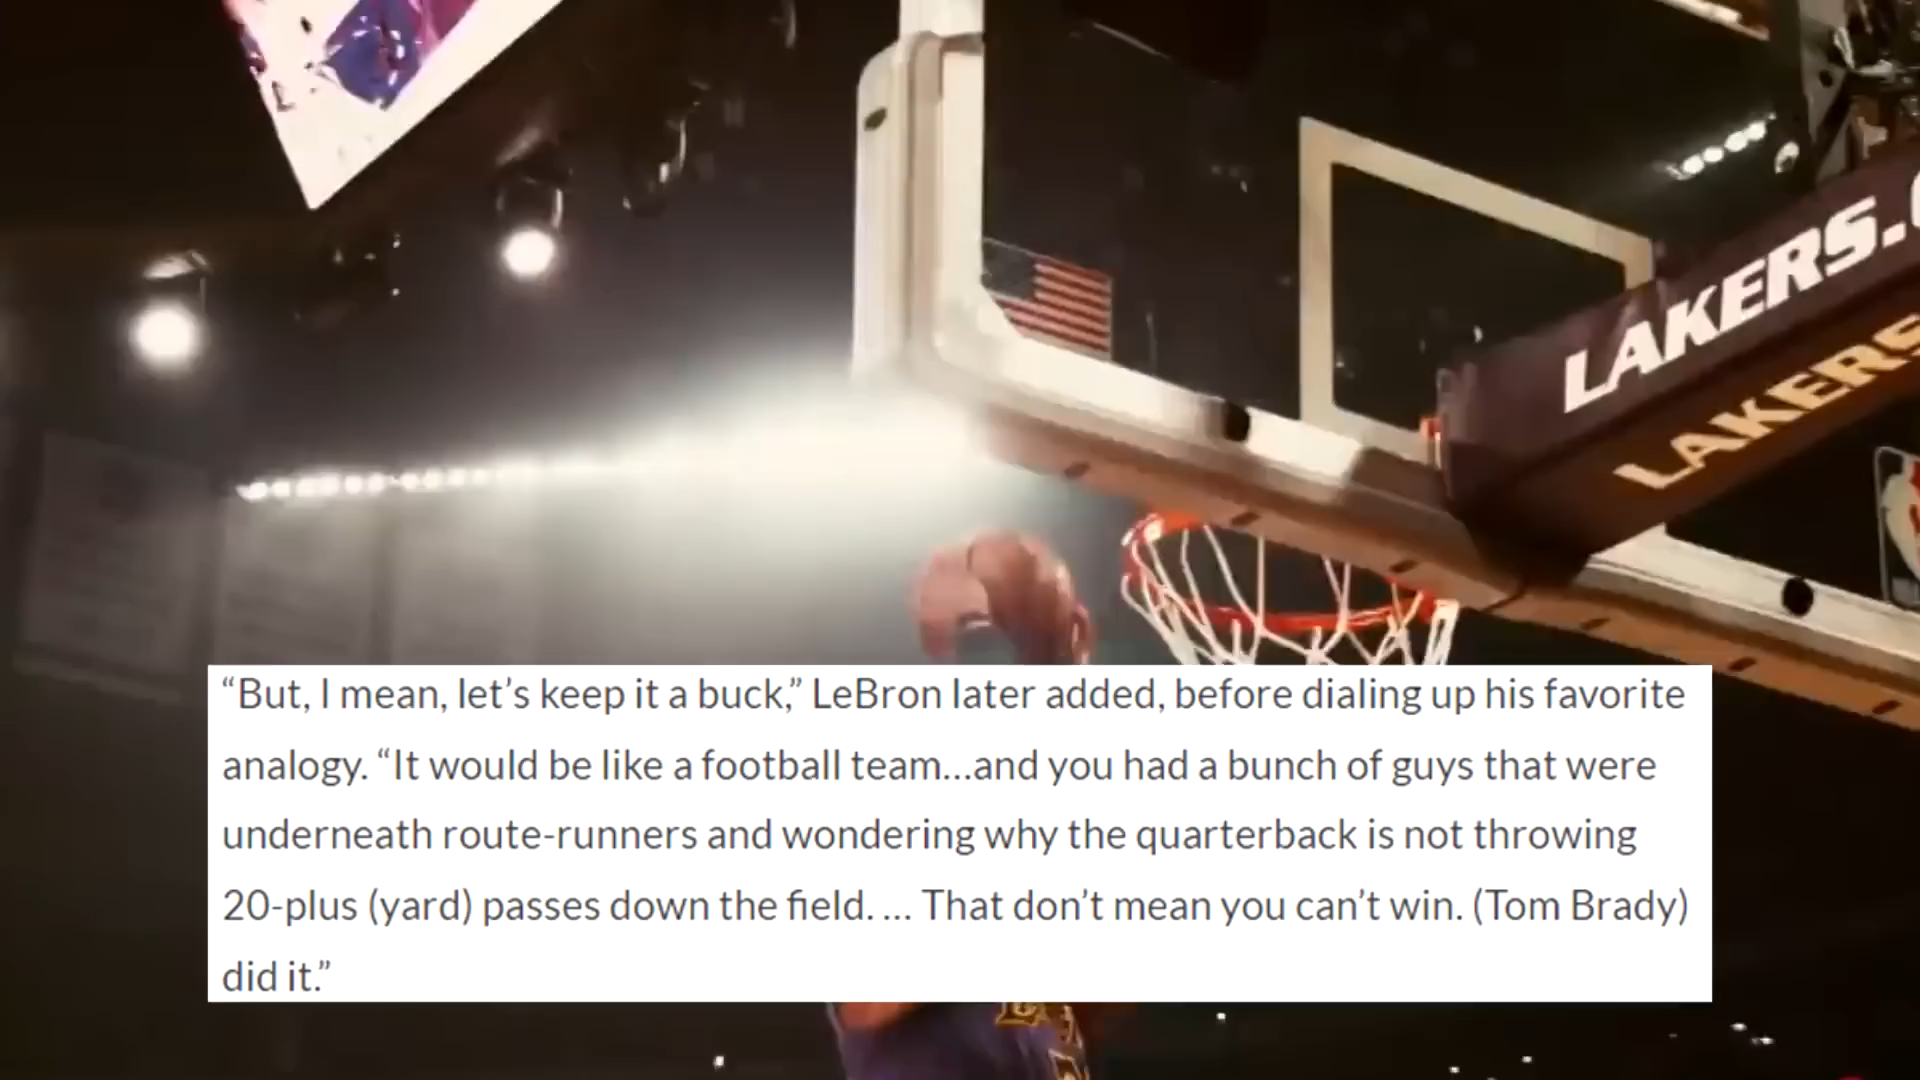 LAKERS.
LAKERS
“But, I mean, let’s keep it a buck,” LeBron later added, before dialing up his favorite
analogy. “It would be like a football team...and you had a bunch of guys that were
underneath route-runners and wondering why the quarterback is not throwing
20-plus (yard) passes down the field. ... That don’t mean you can’t win. (Tom Brady)
did it.”